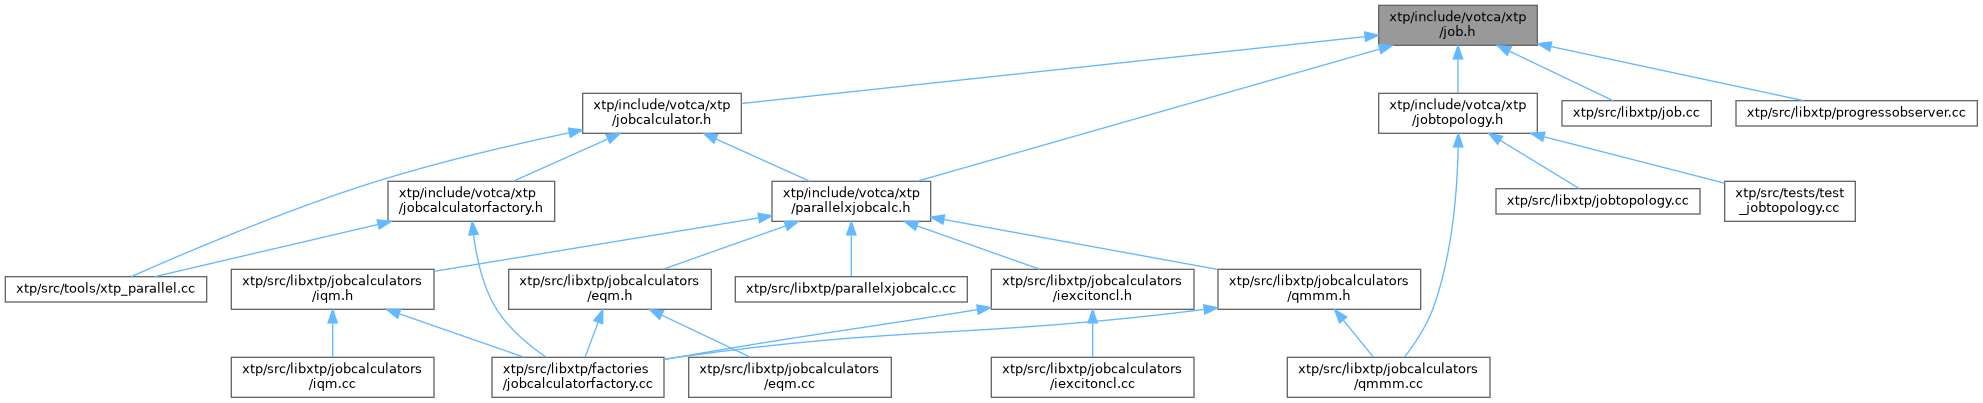 xtp/include/votca/xtp
/job.h
xtp/include/votca/xtp
/jobcalculator.h
xtp/include/votca/xtp
/jobtopology.h
xtp/src/libxtp/job.cc
xtp/src/libxtp/progressobserver.cc
xtp/include/votca/xtp
/jobcalculatorfactory.h
xtp/include/votca/xtp
/parallelxjobcalc.h
xtp/src/libxtp/jobtopology.cc
xtp/src/tests/test
_jobtopology.cc
xtp/src/tools/xtp_parallel.cc
xtp/src/libxtp/jobcalculators
/iqm.h
xtp/src/libxtp/jobcalculators
/eqm.h
xtp/src/libxtp/parallelxjobcalc.cc
xtp/src/libxtp/jobcalculators
/iexcitoncl.h
xtp/src/libxtp/jobcalculators
/qmmm.h
xtp/src/libxtp/jobcalculators
/iqm.cc
xtp/src/libxtp/factories
/jobcalculatorfactory.cc
xtp/src/libxtp/jobcalculators
/eqm.cc
xtp/src/libxtp/jobcalculators
/iexcitoncl.cc
xtp/src/libxtp/jobcalculators
/qmmm.cc